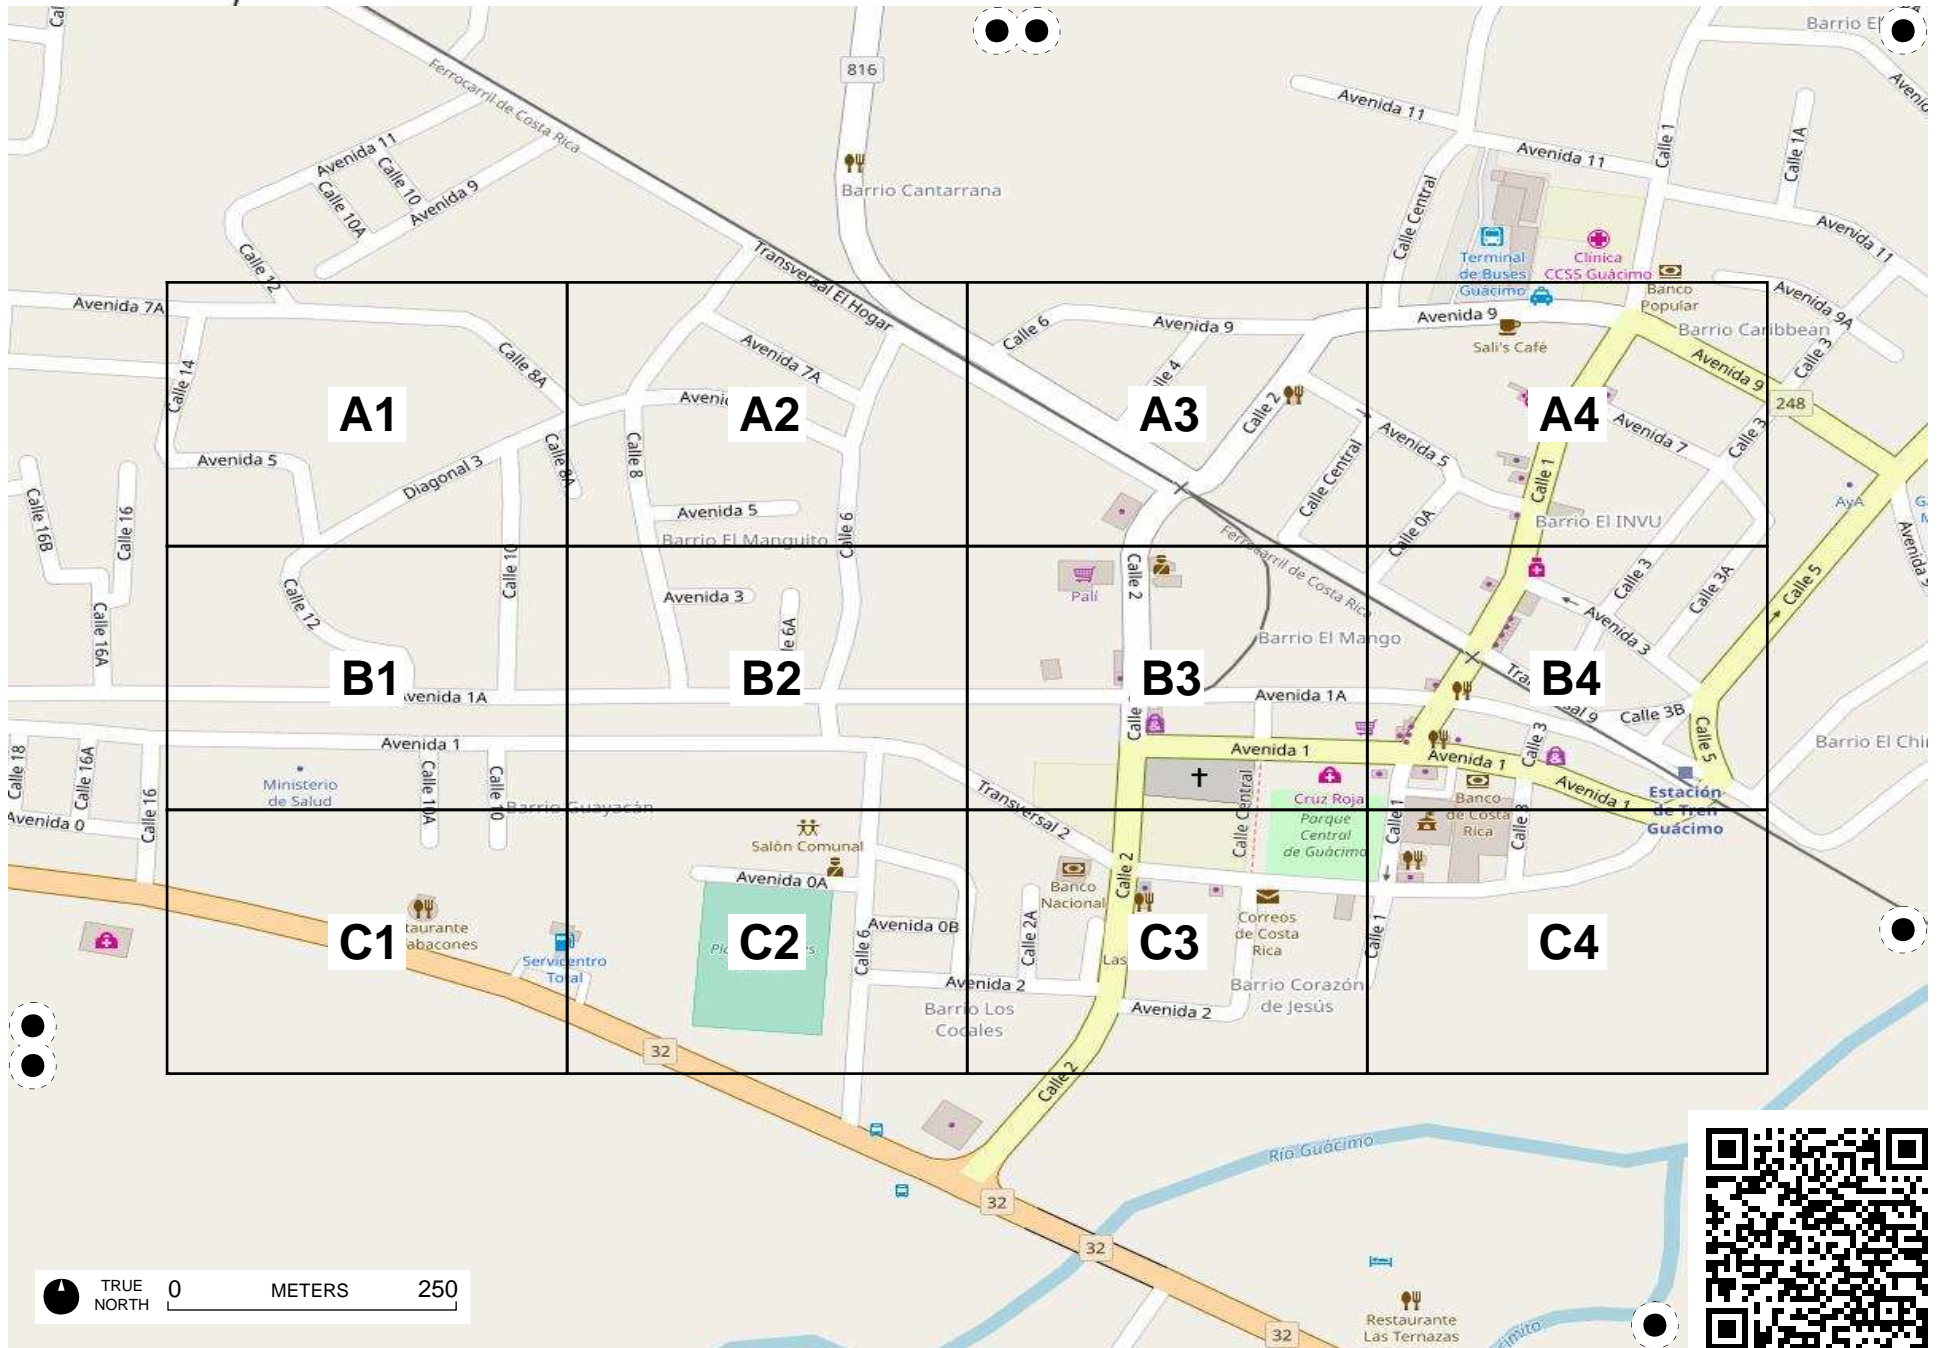 816
Barrio Cantarrana
Ferrocarril de Costa Rica
Avenida 11
Avenida 11
Avenida 11
Avenida 11
Calle 1
Calle 1A
Calle 10
Calle 10A
Avenida 9
Calle 12
Calle Central
Terminal
de Buses
Guácimo
Clínica
CCSS Guácimo
Banco
Popular
Transversal El Hogar
Avenida 7A
Calle 14
Calle 8A
Avenida 7A
Calle 6
Avenida 9
Avenida 9
Sali's Café
Barrio Caribbean
Avenida 9A
Calle 3
Avenida 9
248
A1
A2
A3
A4
Calle 2
Avenida 5
Calle Central
Avenida 7
Calle 3
Avenida 5
Diagonal 3
Calle 8A
Calle 8
Calle 1
Calle 16B
Calle 16
Avenida 5
Barrio El Manguito
Calle 6
Calle 0A
Barrio El INVU
AyA
Ferrocarril de Costa Rica
Calle 10
Calle 12
Avenida 3
Palí
Calle 2
Calle 3
Calle 3A
Calle 5
Avenida 3
Calle 16A
Barrio El Mango
B1
B2
B3
B4
Avenida 1A
Avenida 1A
Calle 3B
Calle 5
Avenida 1
Avenida 1
Avenida 1
Calle 3
Avenida 1
Barrio El Chi
Calle 18
Calle 16A
Calle 16
Ministerio
de Salud
Calle 10A
Calle 10
Barrio Guayacán
Transversal 2
Cruz Roja
Banco
de Costa
Rica
Estación
de Tren
Guácimo
Avenida 0
Salón Comunal
Avenida 0A
Banco
Nacional
Calle 2
Calle Central
Parque
Central
de Guácimo
Calle 1
Calle 3
C1
C2
C3
C4
Servicentro
Total
Calle 6
Avenida 0B
Calle 2A
Las
Correos
de Costa
Rica
Calle 1
Avenida 2
Avenida 2
Barrio Corazón
de Jesús
Barrio Los
Cocales
32
Calle 2
Río Guácimo
32
32
32
Restaurante
Las Ternazas
TRUE
NORTH
0 METERS 250